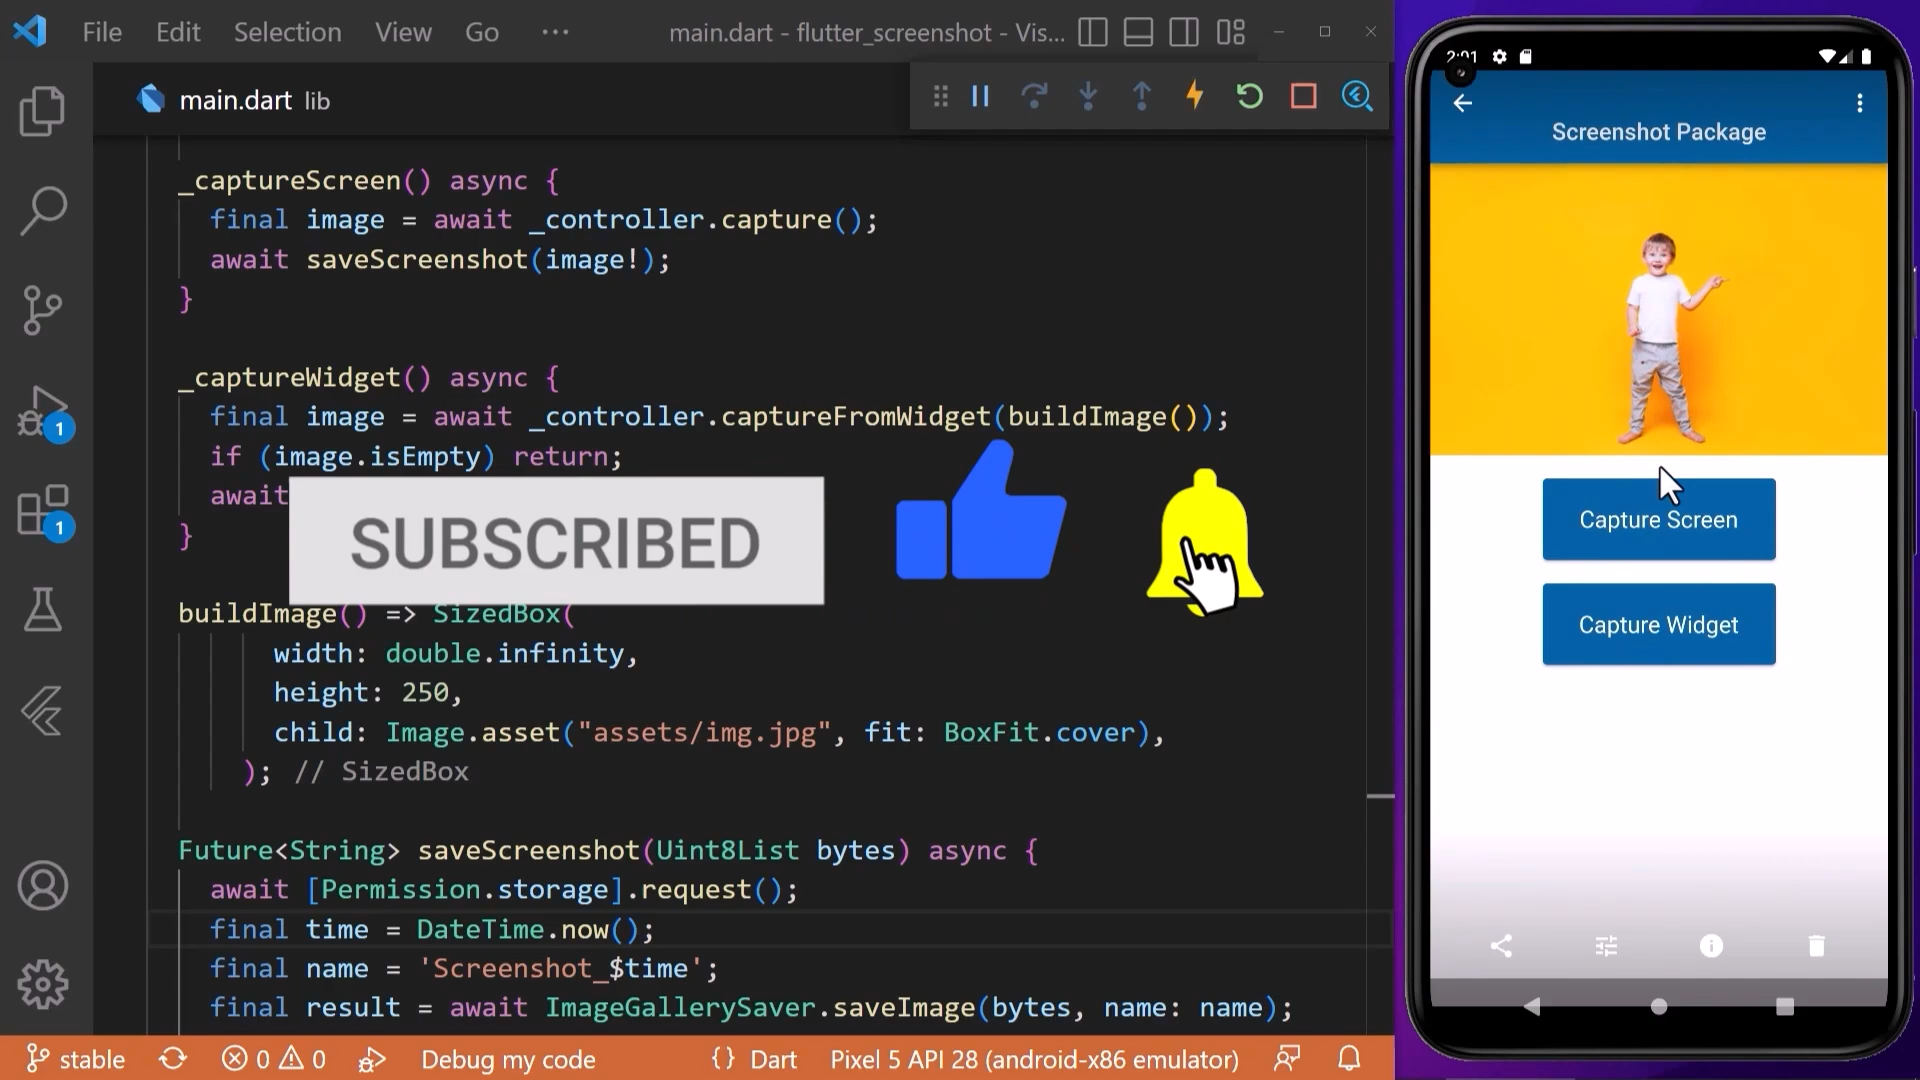 File Edit Selection View Go ··· main.dart - flutter_screenshot - Vis...
main.dart lib
_captureScreen() async {
final image = await _controller.capture();
await saveScreenshot(image!);
}
_captureWidget() async {
final image = await _controller.captureFromWidget(buildImage());
if (image.isEmpty) return;
await
}
SUBSCRIBED
buildImage() => SizedBox(
width: double.infinity,
height: 250,
child: Image.asset("assets/img.jpg", fit: BoxFit.cover),
); // SizedBox
Future<String> saveScreenshot(Uint8List bytes) async {
await [Permission.storage].request();
final time = DateTime.now();
final name = 'Screenshot_$time';
final result = await ImageGallerySaver.saveImage(bytes, name: name);
1
1
stable 0 0 Debug my code {} Dart Pixel 5 API 28 (android-x86 emulator)
2:01
Screenshot Package
Capture Screen
Capture Widget